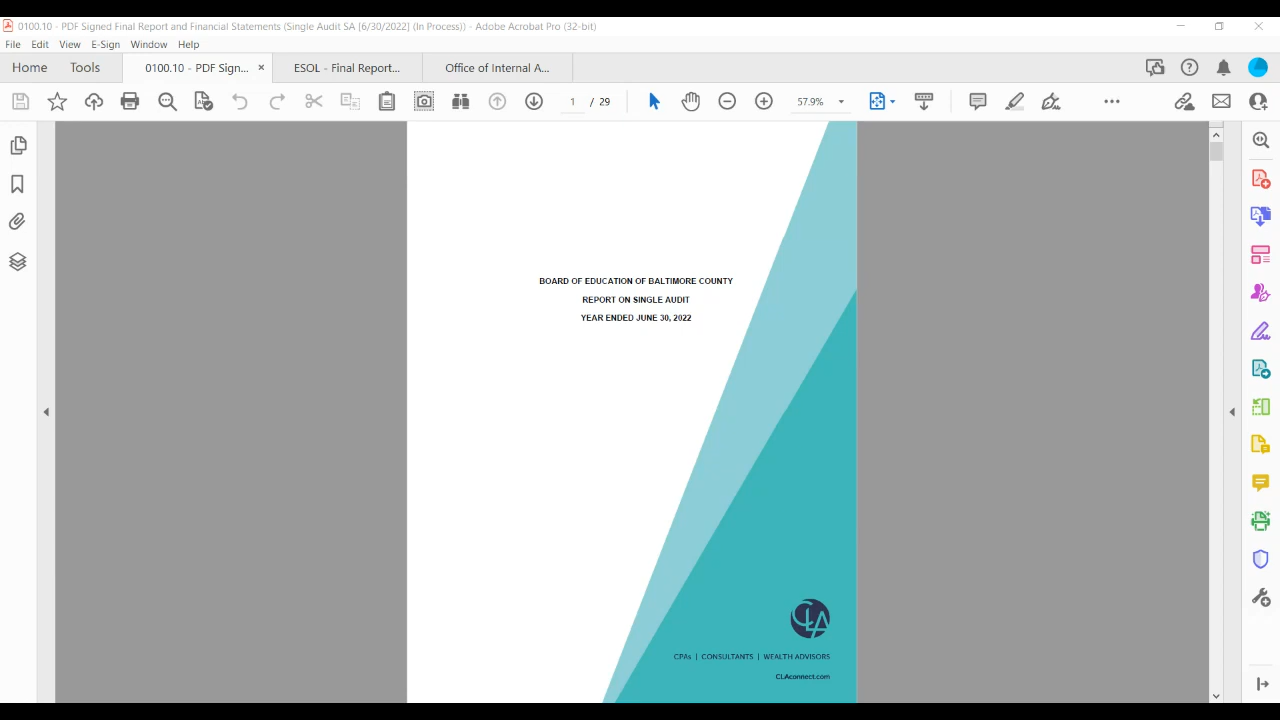 0100.10 - PDF Signed Final Report and Financial Statements (Single Audit SA [6/30/2022] (In Process)) - Adobe Acrobat Pro (32-bit)
File Edit View E-Sign Window Help
Home Tools 0100.10 - PDF Sign... × ESOL - Final Report... Office of Internal A...
1 / 29 57.9%
BOARD OF EDUCATION OF BALTIMORE COUNTY
REPORT ON SINGLE AUDIT
YEAR ENDED JUNE 30, 2022
CLA
CPAs | CONSULTANTS | WEALTH ADVISORS
CLAconnect.com